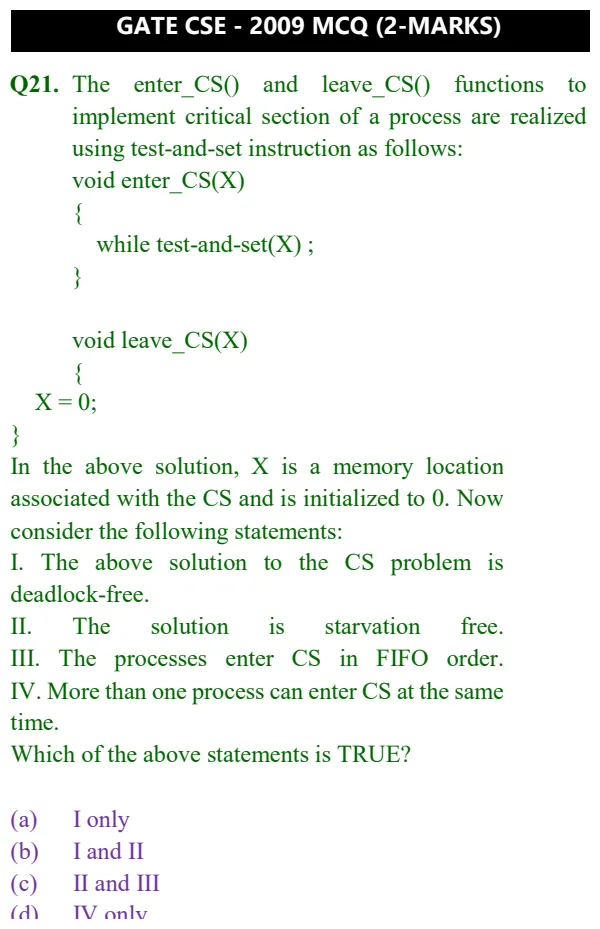 GATE CSE - 2009 MCQ (2-MARKS)
Q21. The enter_CS() and leave_CS() functions to
implement critical section of a process are realized
using test-and-set instruction as follows:
void enter_CS(X)
{
while test-and-set(X) ;
}
void leave_CS(X)
{
X = 0;
}
In the above solution, X is a memory location
associated with the CS and is initialized to 0. Now
consider the following statements:
I. The above solution to the CS problem is
deadlock-free.
II. The solution is starvation free.
III. The processes enter CS in FIFO order.
IV. More than one process can enter CS at the same
time.
Which of the above statements is TRUE?
(a) I only
(b) I and II
(c) II and III
(d) IV only